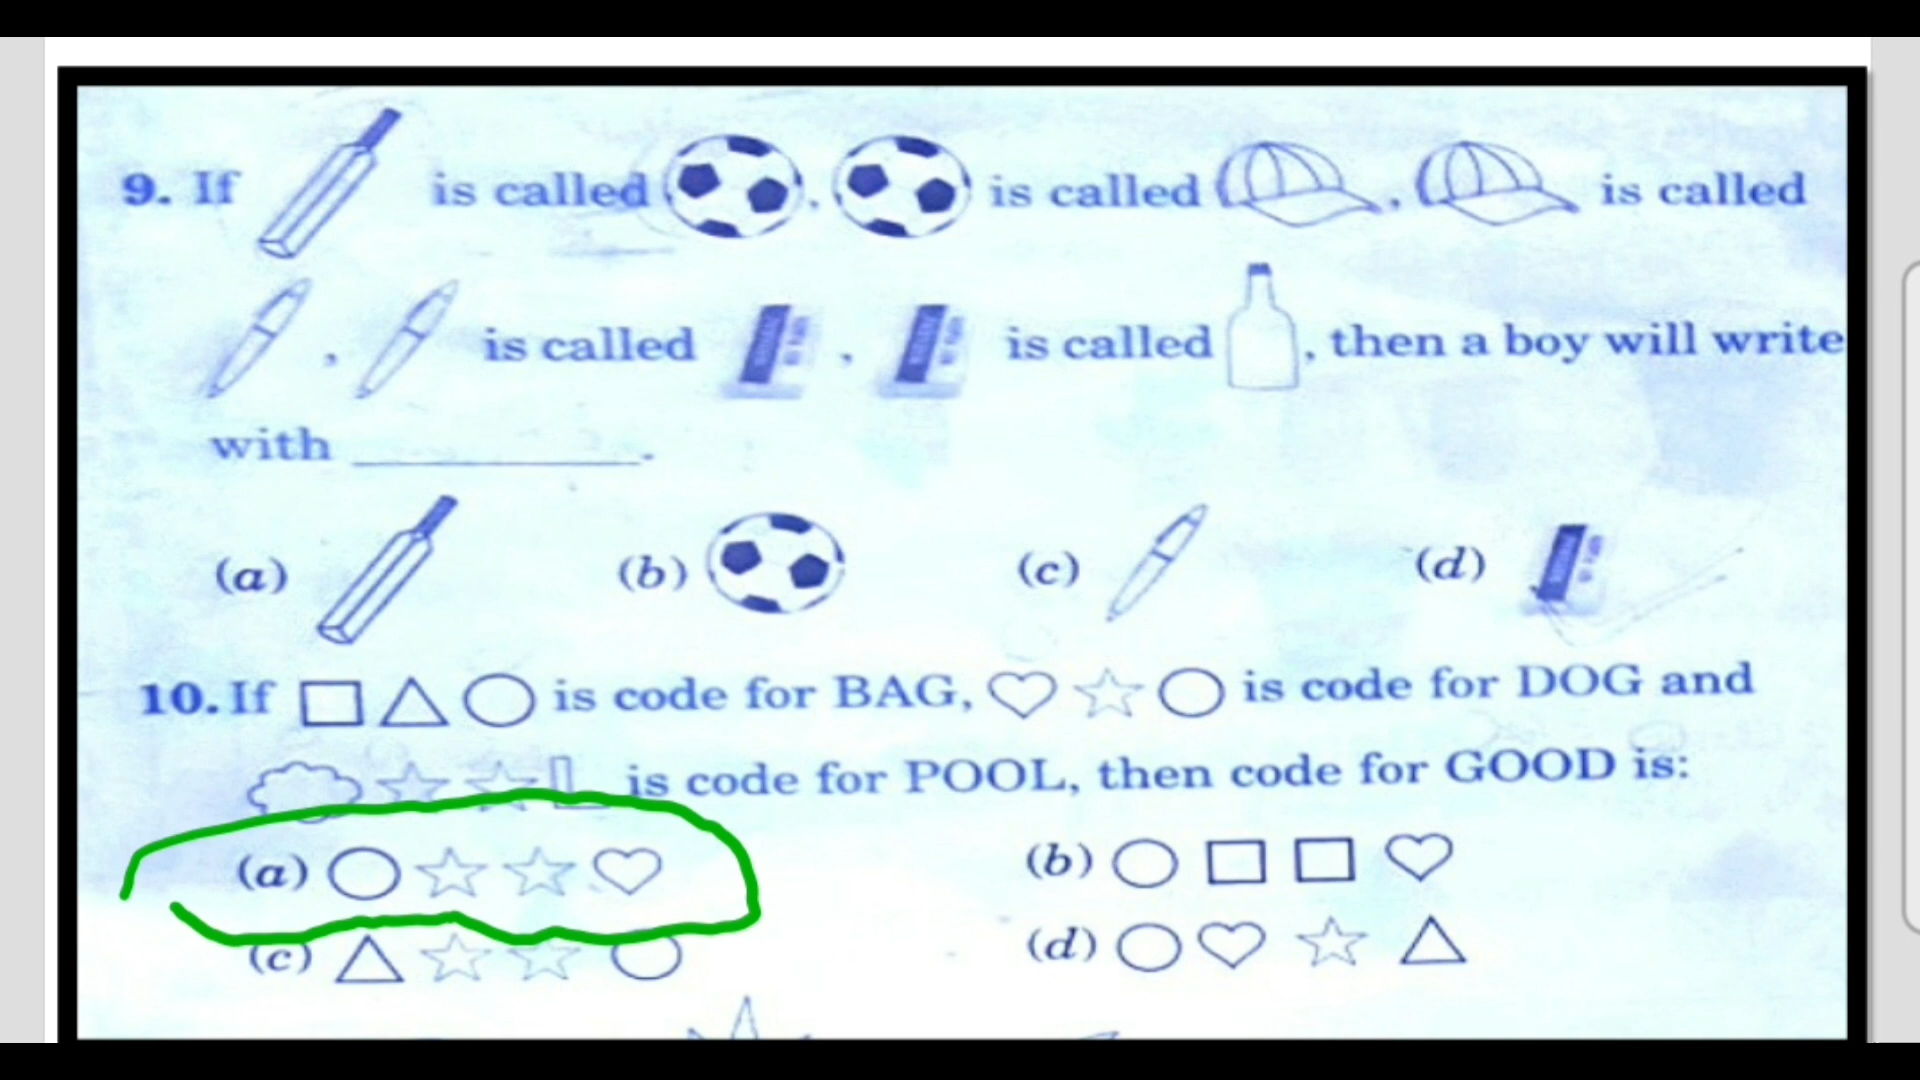 9. If is called , is called , is called
, is called , is called , then a boy will write
with ___________.
(a) (b) (c) (d)
10. If is code for BAG, is code for DOG and
is code for POOL, then code for GOOD is:
(a) (b)
(c) (d)